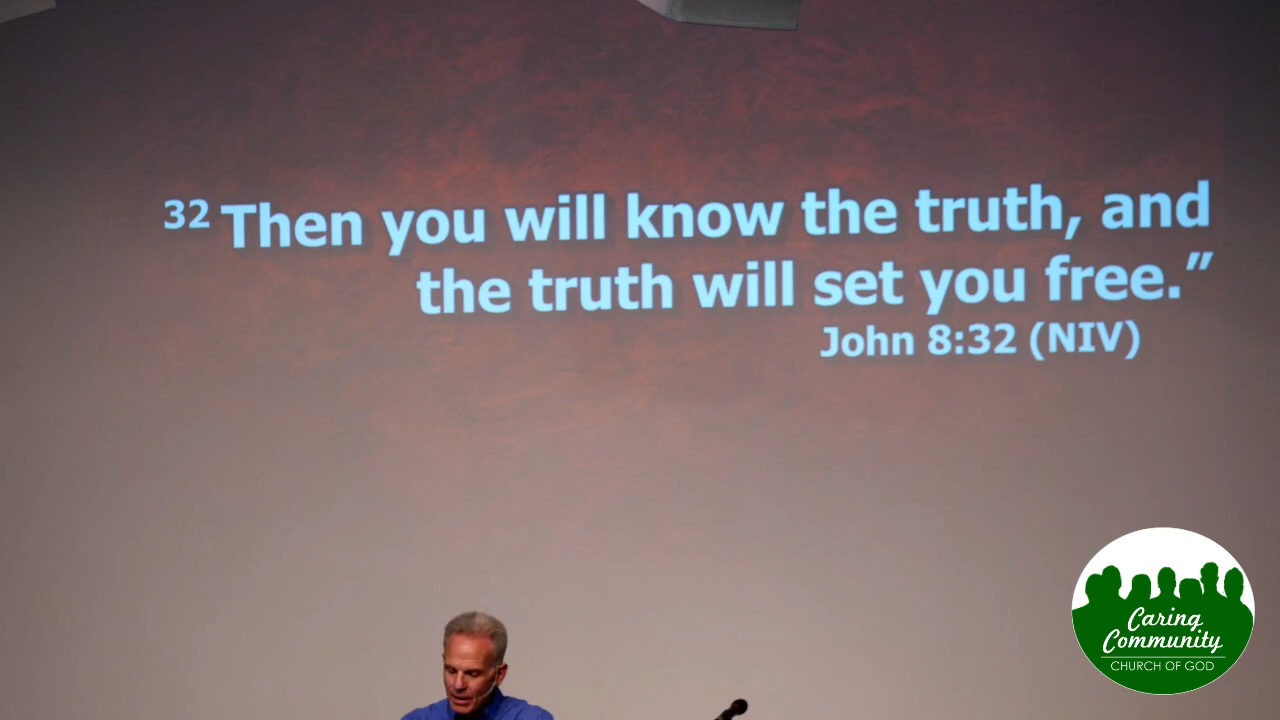 32 Then you will know the truth, and
the truth will set you free.”
John 8:32 (NIV)
Caring
Community
CHURCH OF GOD